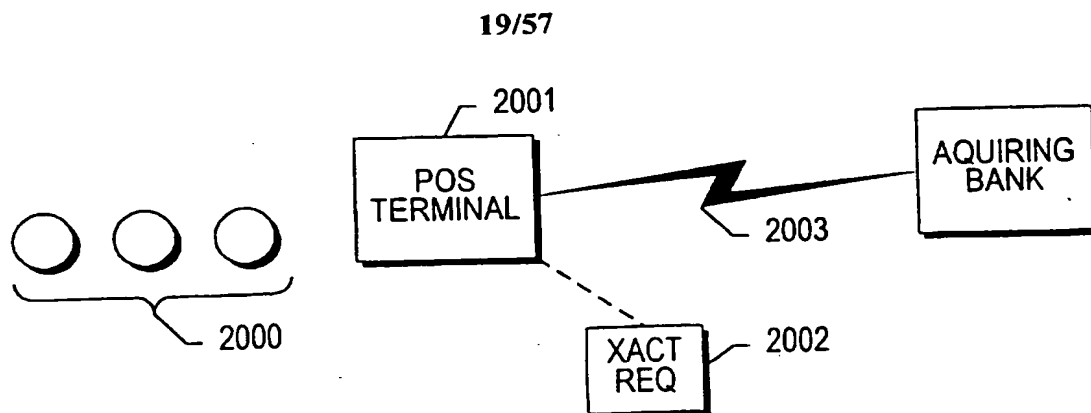 19/57
2001
POS
TERMINAL
AQUIRING
BANK
2003
2000
XACT
REQ
2002